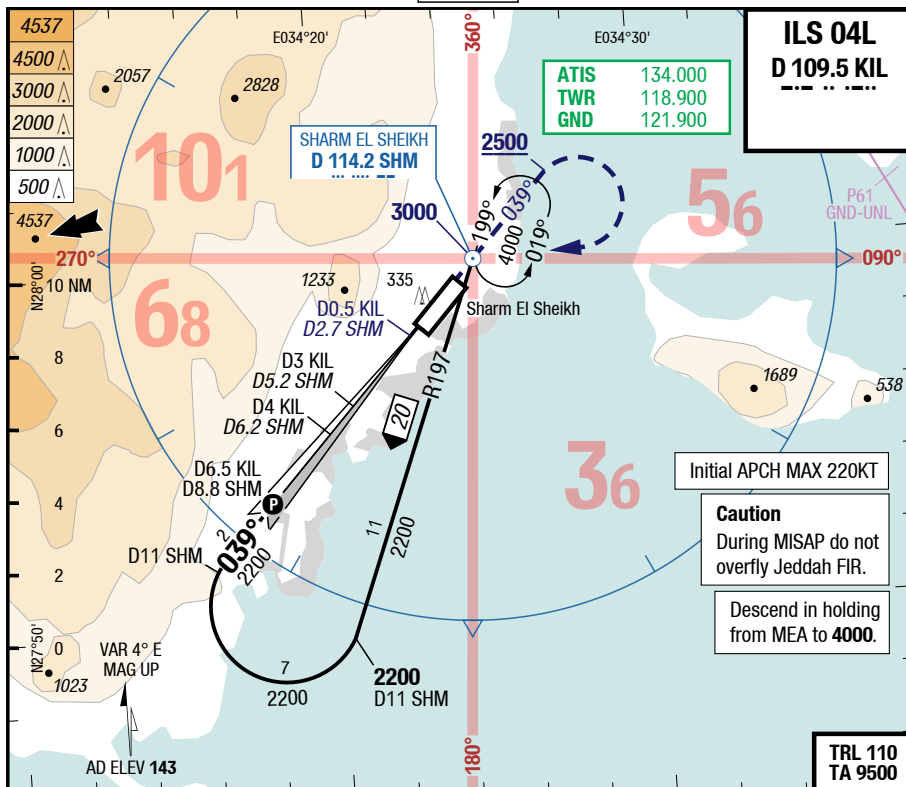 4537
4500
3000
2000
1000
500
4537
2057
2828
E034°20'
360°
E034°30'
ILS 04L
D 109.5 KIL
ATIS 134.000
TWR 118.900
GND 121.900
SHARM EL SHEIKH
D 114.2 SHM
101
56
68
36
2500
3000
199°
4000
019°
039°
P61
GND-UNL
270°
090°
N28°00'
10 NM
8
6
4
2
0
N27°50'
1233
335
Sharm El Sheikh
D0.5 KIL
D2.7 SHM
D3 KIL
D5.2 SHM
D4 KIL
D6.2 SHM
D6.5 KIL
D8.8 SHM
P
R197
20
1689
538
Initial APCH MAX 220KT
Caution
During MISAP do not
overfly Jeddah FIR.
Descend in holding
from MEA to 4000.
D11 SHM
2
039°
2200
11
2200
7
2200
2200
D11 SHM
VAR 4° E
MAG UP
1023
AD ELEV 143
180°
TRL 110
TA 9500